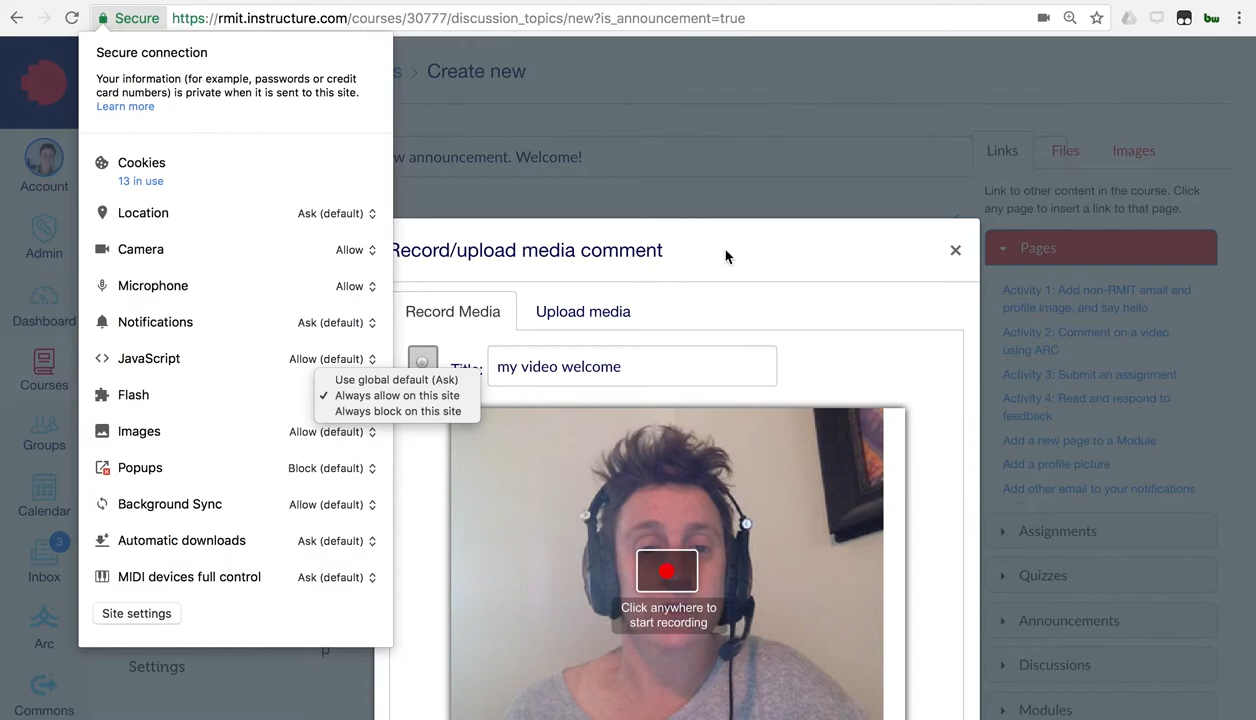 Secure
https://rmit.instructure.com/courses/30777/discussion_topics/new?is_announcement=true
bw
Secure connection
Your information (for example, passwords or credit
card numbers) is private when it is sent to this site.
Learn more
Cookies
13 in use
Location
Ask (default)
Camera
Allow
Microphone
Allow
Notifications
Ask (default)
JavaScript
Allow (default)
Flash
Use global default (Ask)
Always allow on this site
Always block on this site
Images
Allow (default)
Popups
Block (default)
Background Sync
Allow (default)
Automatic downloads
Ask (default)
MIDI devices full control
Ask (default)
Site settings
Account
Admin
Dashboard
Courses
Groups
Calendar
3
Inbox
Arc
Commons
Settings
p
s › Create new
w announcement. Welcome!
Record/upload media comment
Record Media
Upload media
Title:
my video welcome
Click anywhere to
start recording
Links
Files
Images
Link to other content in the course. Click
any page to insert a link to that page.
Pages
Activity 1: Add non-RMIT email and
profile image, and say hello
Activity 2: Comment on a video
using ARC
Activity 3: Submit an assignment
Activity 4: Read and respond to
feedback
Add a new page to a Module
Add a profile picture
Add other email to your notifications
Assignments
Quizzes
Announcements
Discussions
Modules